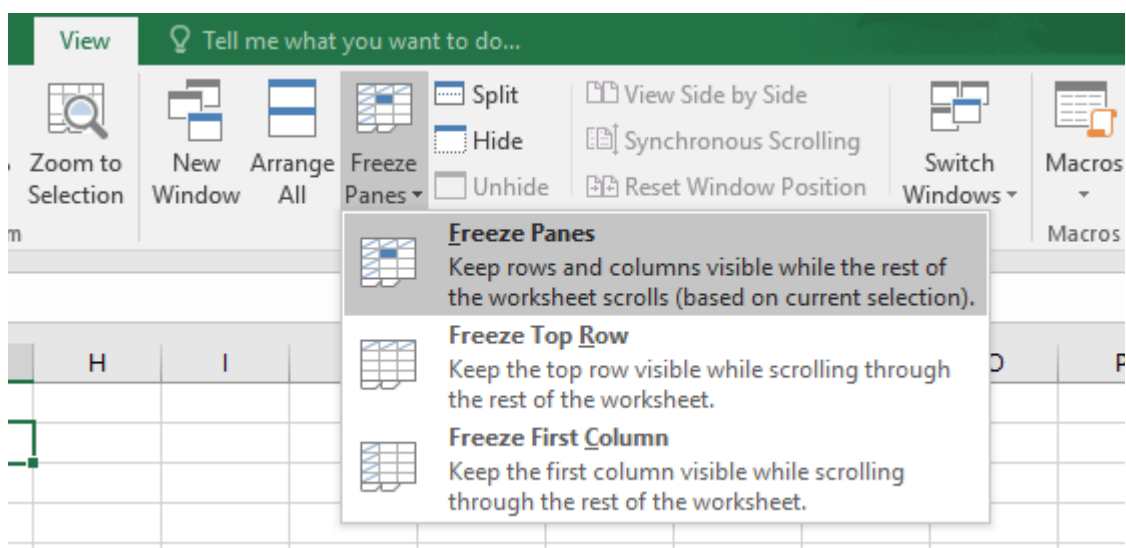 View Tell me what you want to do...
Split View Side by Side
Hide Synchronous Scrolling
Zoom to New Arrange Freeze Switch Macros
Selection Window All Panes Unhide Reset Window Position Windows
m Macros
Freeze Panes
Keep rows and columns visible while the rest of
the worksheet scrolls (based on current selection).
Freeze Top Row
Keep the top row visible while scrolling through
the rest of the worksheet.
Freeze First Column
Keep the first column visible while scrolling
through the rest of the worksheet.
H I O P